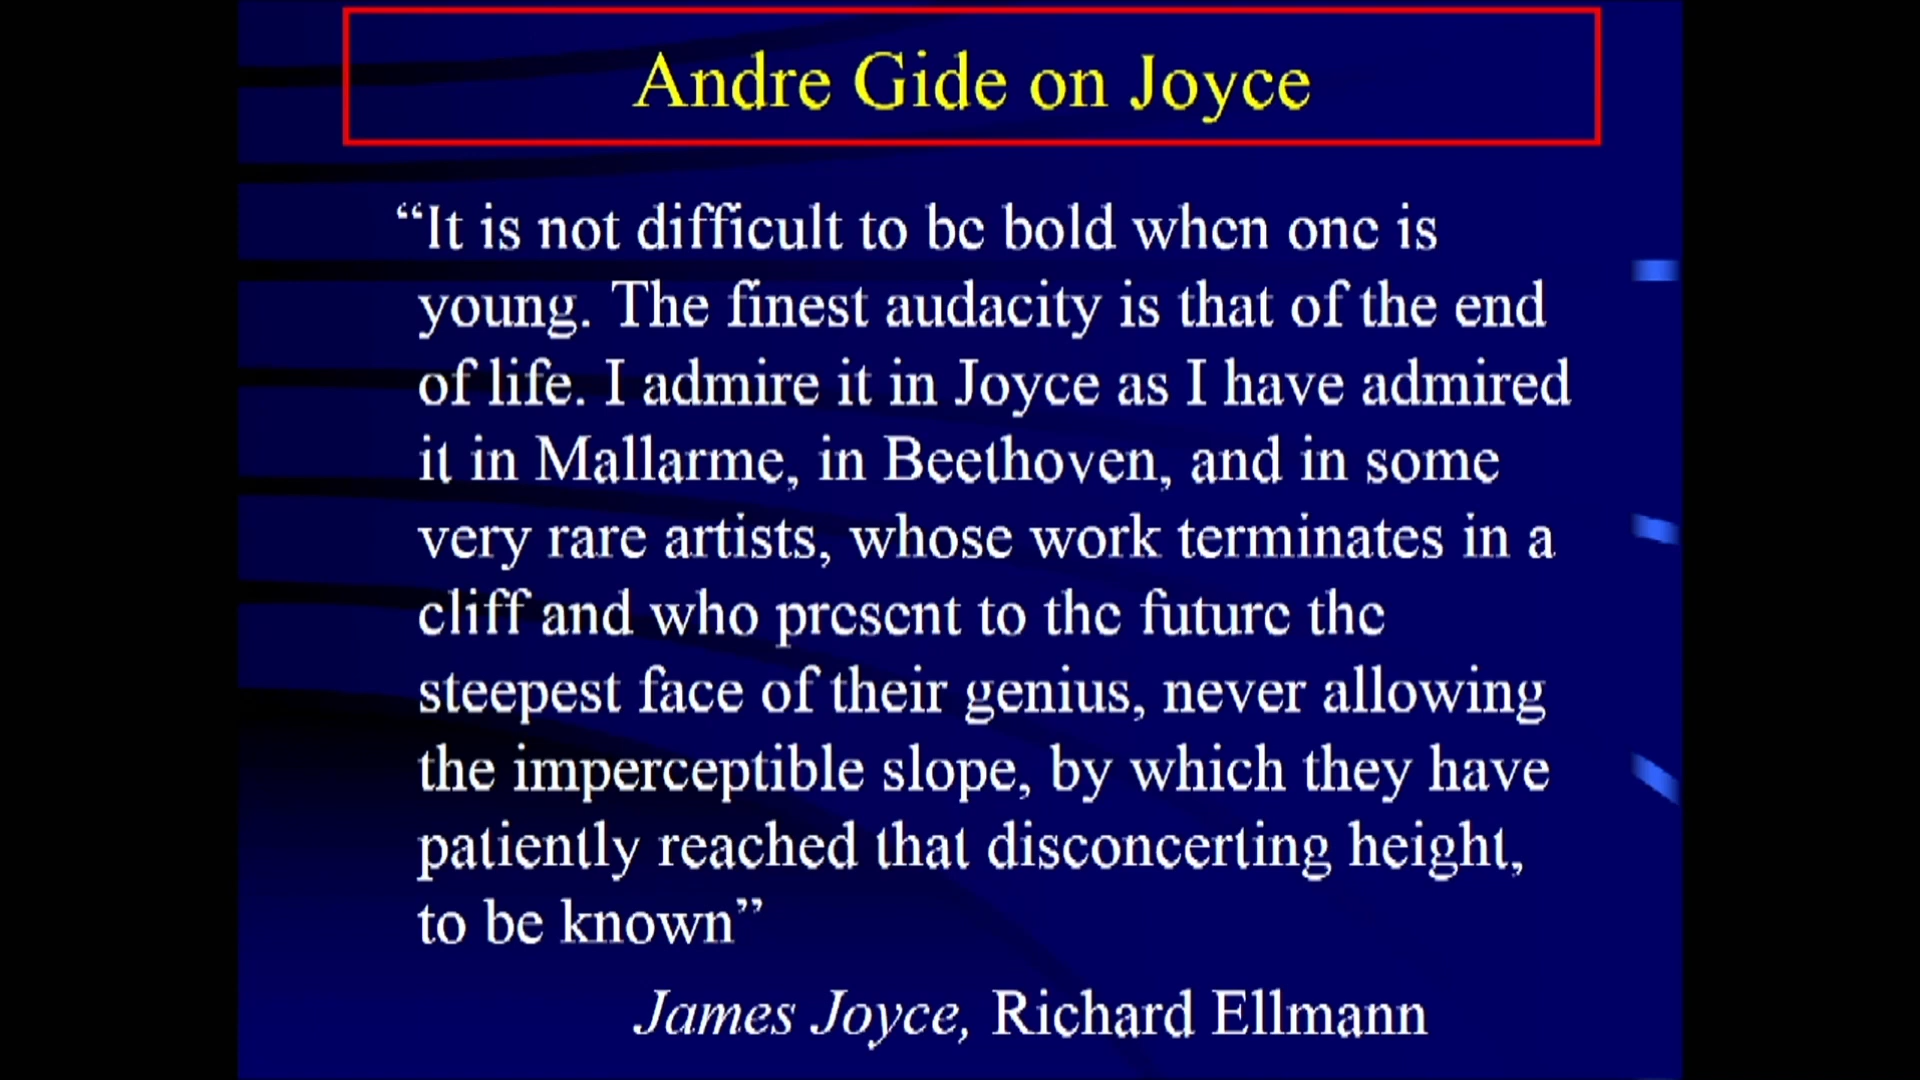 Andre Gide on Joyce
“It is not difficult to be bold when one is
young. The finest audacity is that of the end
of life. I admire it in Joyce as I have admired
it in Mallarme, in Beethoven, and in some
very rare artists, whose work terminates in a
cliff and who present to the future the
steepest face of their genius, never allowing
the imperceptible slope, by which they have
patiently reached that disconcerting height,
to be known”
James Joyce, Richard Ellmann